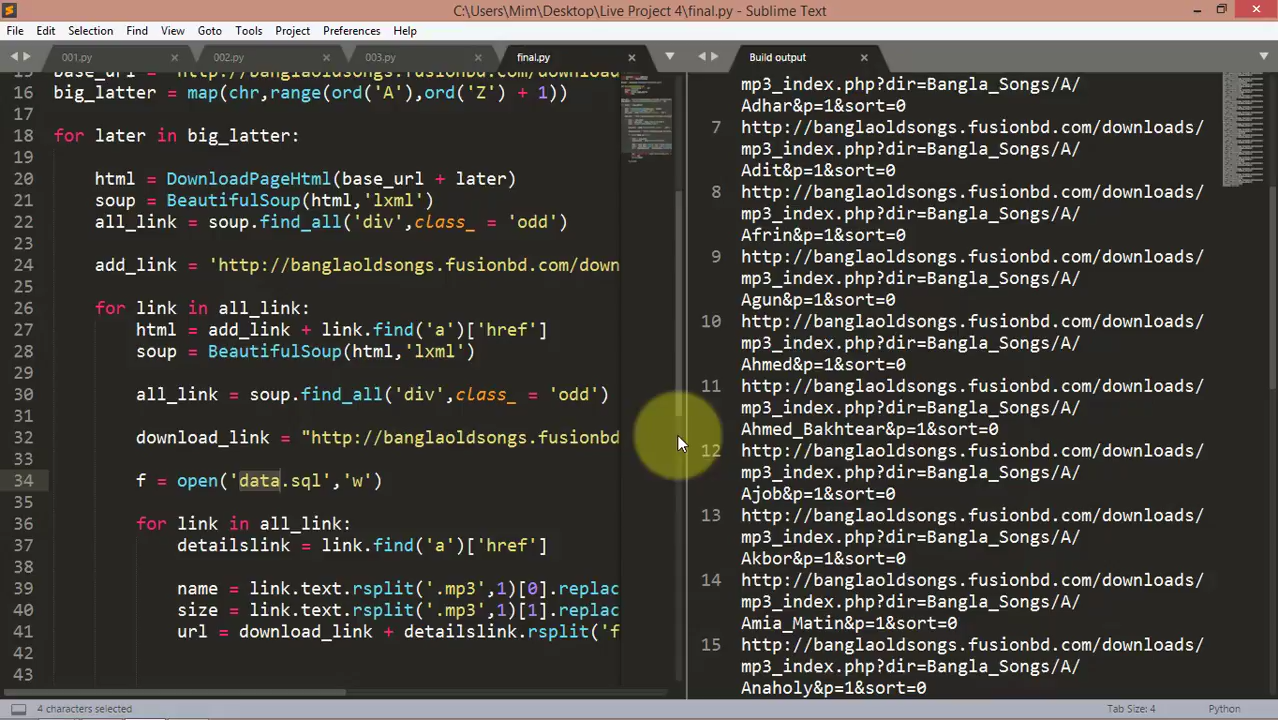 C:\Users\Mim\Desktop\Live Project 4\final.py - Sublime Text
File Edit Selection Find View Goto Tools Project Preferences Help
001.py 002.py 003.py final.py Build output
16 big_latter = map(chr,range(ord('A'),ord('Z') + 1))
17
18 for later in big_latter:
19
20 html = DownloadPageHtml(base_url + later)
21 soup = BeautifulSoup(html,'lxml')
22 all_link = soup.find_all('div',class_ = 'odd')
23
24 add_link = 'http://banglaoldsongs.fusionbd.com/down
25
26 for link in all_link:
27 html = add_link + link.find('a')['href']
28 soup = BeautifulSoup(html,'lxml')
29
30 all_link = soup.find_all('div',class_ = 'odd')
31
32 download_link = "http://banglaoldsongs.fusionbd
33
34 f = open('data.sql','w')
35
36 for link in all_link:
37 detailslink = link.find('a')['href']
38
39 name = link.text.rsplit('.mp3',1)[0].replac
40 size = link.text.rsplit('.mp3',1)[1].replac
41 url = download_link + detailslink.rsplit('f
42
43
mp3_index.php?dir=Bangla_Songs/A/
Adhar&p=1&sort=0
7 http://banglaoldsongs.fusionbd.com/downloads/
mp3_index.php?dir=Bangla_Songs/A/
Adit&p=1&sort=0
8 http://banglaoldsongs.fusionbd.com/downloads/
mp3_index.php?dir=Bangla_Songs/A/
Afrin&p=1&sort=0
9 http://banglaoldsongs.fusionbd.com/downloads/
mp3_index.php?dir=Bangla_Songs/A/
Agun&p=1&sort=0
10 http://banglaoldsongs.fusionbd.com/downloads/
mp3_index.php?dir=Bangla_Songs/A/
Ahmed&p=1&sort=0
11 http://banglaoldsongs.fusionbd.com/downloads/
mp3_index.php?dir=Bangla_Songs/A/
Ahmed_Bakhtear&p=1&sort=0
12 http://banglaoldsongs.fusionbd.com/downloads/
mp3_index.php?dir=Bangla_Songs/A/
Ajob&p=1&sort=0
13 http://banglaoldsongs.fusionbd.com/downloads/
mp3_index.php?dir=Bangla_Songs/A/
Akbor&p=1&sort=0
14 http://banglaoldsongs.fusionbd.com/downloads/
mp3_index.php?dir=Bangla_Songs/A/
Amia_Matin&p=1&sort=0
15 http://banglaoldsongs.fusionbd.com/downloads/
mp3_index.php?dir=Bangla_Songs/A/
Anaholy&p=1&sort=0
4 characters selected Tab Size: 4 Python